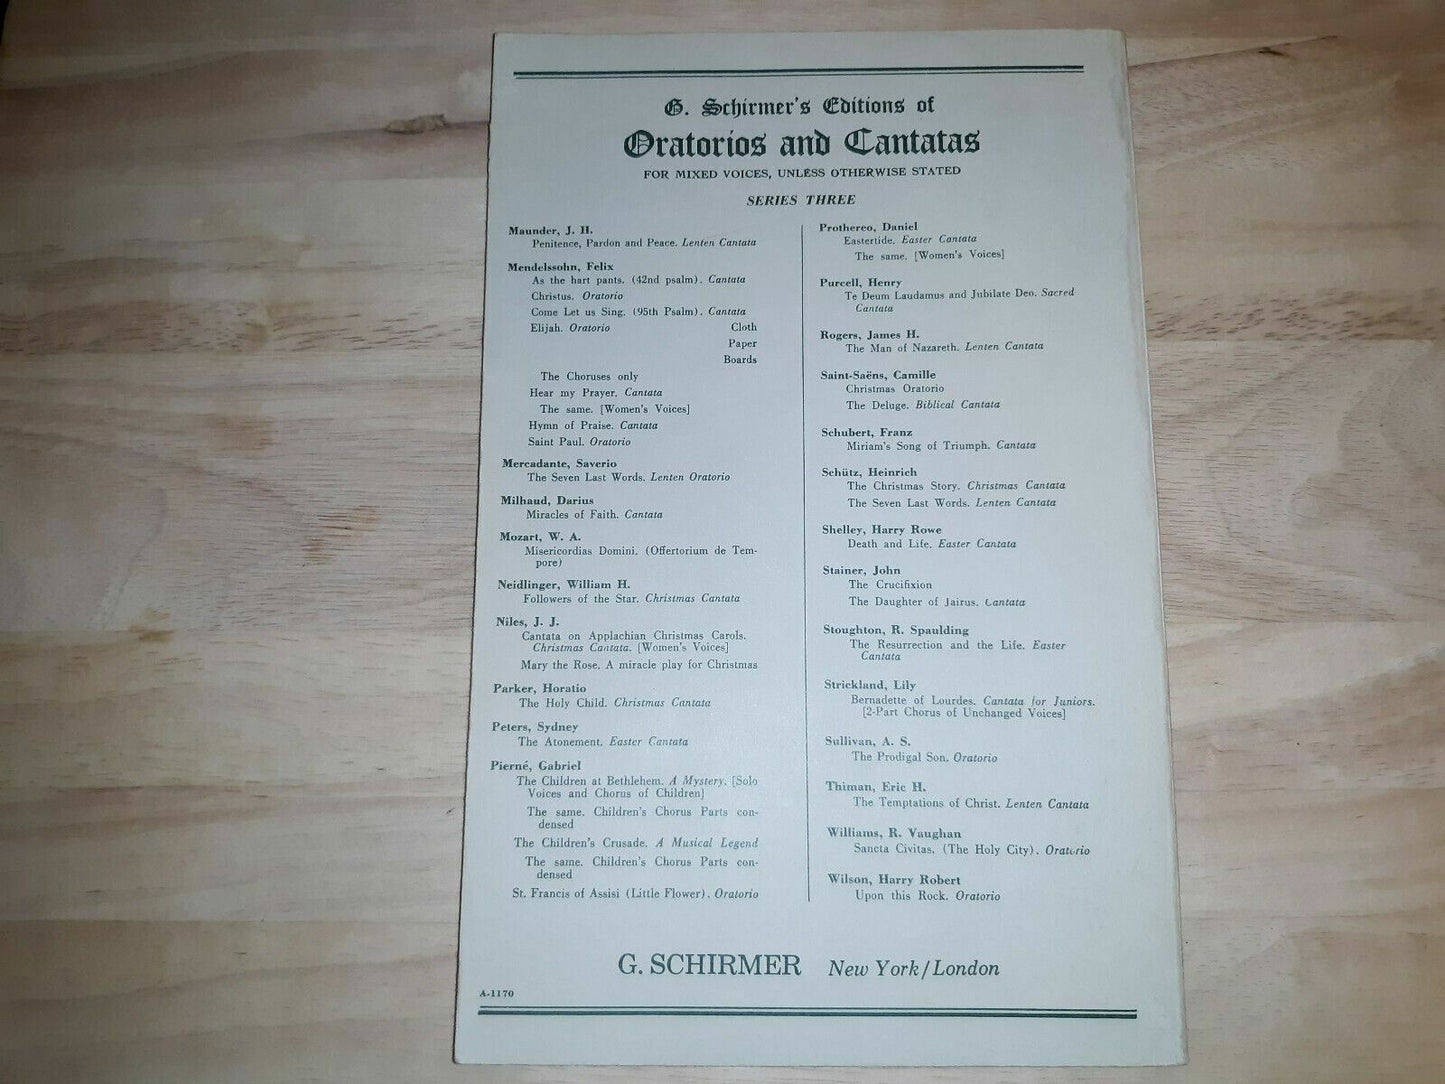 G. Schirmer's Editions of
Oratorios and Cantatas
FOR MIXED VOICES, UNLESS OTHERWISE STATED
SERIES THREE
Maunder, J. H.
Penitence, Pardon and Peace. Lenten Cantata
Mendelssohn, Felix
As the hart pants. (42nd psalm). Cantata
Christus. Oratorio
Come Let us Sing. (95th Psalm). Cantata
Elijah. Oratorio Cloth
Paper
Boards
The Choruses only
Hear my Prayer. Cantata
The same. [Women's Voices]
Hymn of Praise. Cantata
Saint Paul. Oratorio
Mercadante, Saverio
The Seven Last Words. Lenten Oratorio
Milhaud, Darius
Miracles of Faith. Cantata
Mozart, W. A.
Misericordias Domini. (Offertorium de Tem-
pore)
Neidlinger, William H.
Followers of the Star. Christmas Cantata
Niles, J. J.
Cantata on Applachian Christmas Carols.
Christmas Cantata. [Women's Voices]
Mary the Rose. A miracle play for Christmas
Parker, Horatio
The Holy Child. Christmas Cantata
Peters, Sydney
The Atonement. Easter Cantata
Pierné, Gabriel
The Children at Bethlehem. A Mystery. [Solo
Voices and Chorus of Children]
The same. Children's Chorus Parts con-
densed
The Children's Crusade. A Musical Legend
The same. Children's Chorus Parts con-
densed
St. Francis of Assisi (Little Flower). Oratorio
Protheroo, Daniel
Eastertide. Easter Cantata
The same. [Women's Voices]
Purcell, Henry
Te Deum Laudamus and Jubilate Deo. Sacred
Cantata
Rogers, James H.
The Man of Nazareth. Lenten Cantata
Saint-Saëns, Camille
Christmas Oratorio
The Deluge. Biblical Cantata
Schubert, Franz
Miriam's Song of Triumph. Cantata
Schütz, Heinrich
The Christmas Story. Christmas Cantata
The Seven Last Words. Lenten Cantata
Shelley, Harry Rowe
Death and Life. Easter Cantata
Stainer, John
The Crucifixion
The Daughter of Jairus. Cantata
Stoughton, R. Spaulding
The Resurrection and the Life. Easter
Cantata
Strickland, Lily
Bernadette of Lourdes. Cantata for Juniors.
[2-Part Chorus of Unchanged Voices]
Sullivan, A. S.
The Prodigal Son. Oratorio
Thiman, Eric H.
The Temptations of Christ. Lenten Cantata
Williams, R. Vaughan
Sancta Civitas. (The Holy City). Oratorio
Wilson, Harry Robert
Upon this Rock. Oratorio
G. SCHIRMER New York/London
A-1170